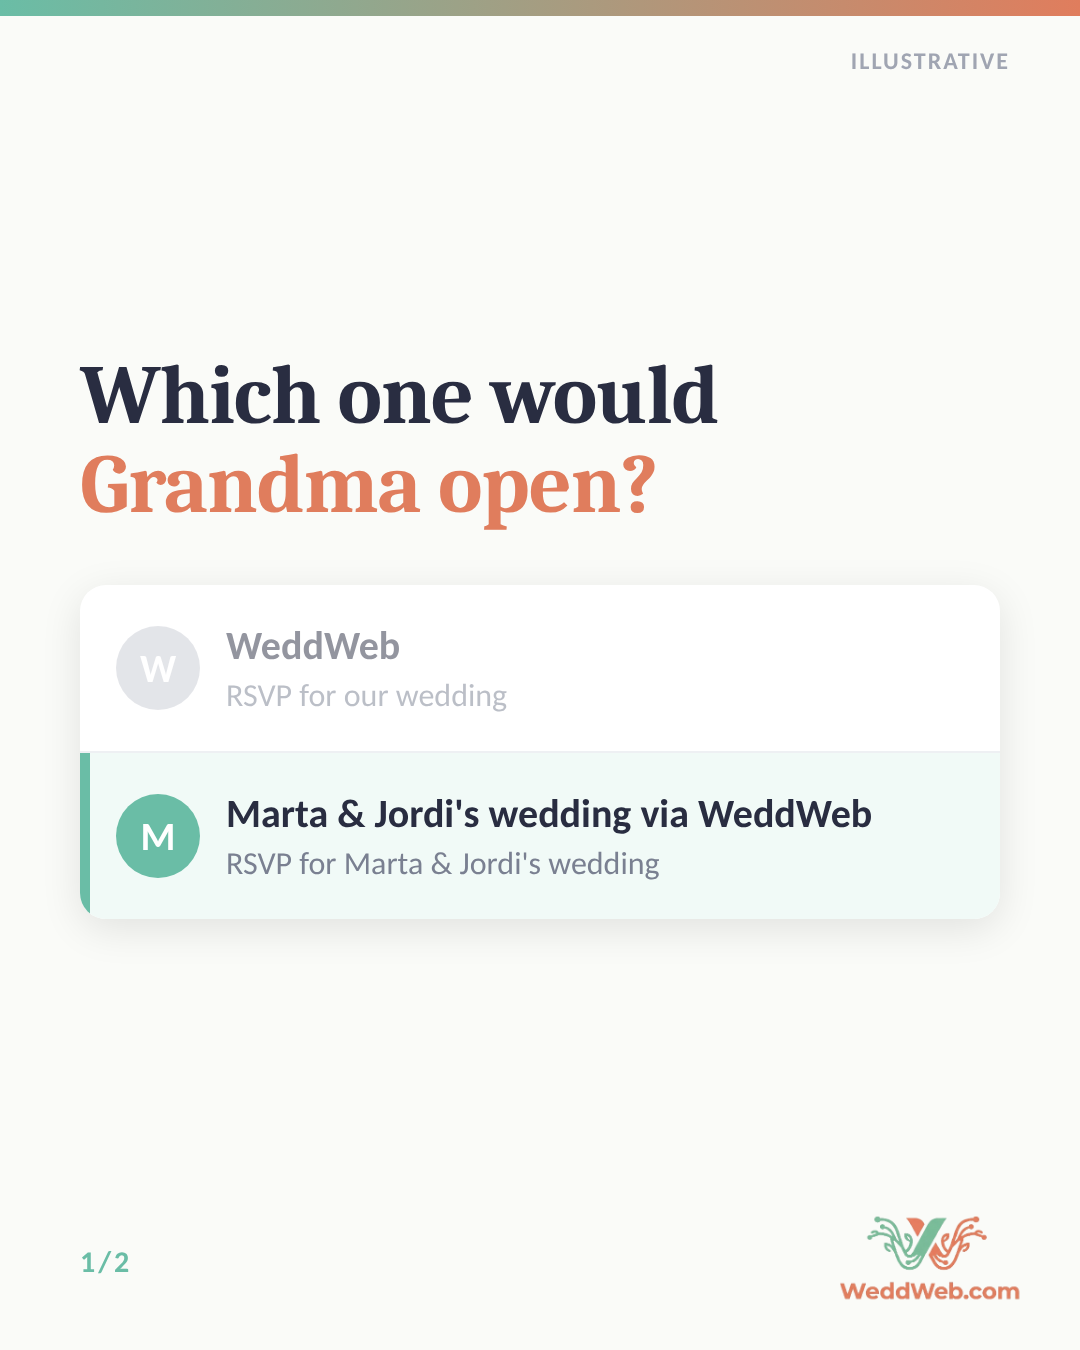 ILLUSTRATIVE
Which one would
Grandma open?
W
WeddWeb
RSVP for our wedding
M
Marta & Jordi's wedding via WeddWeb
RSVP for Marta & Jordi's wedding
1/2
WeddWeb.com